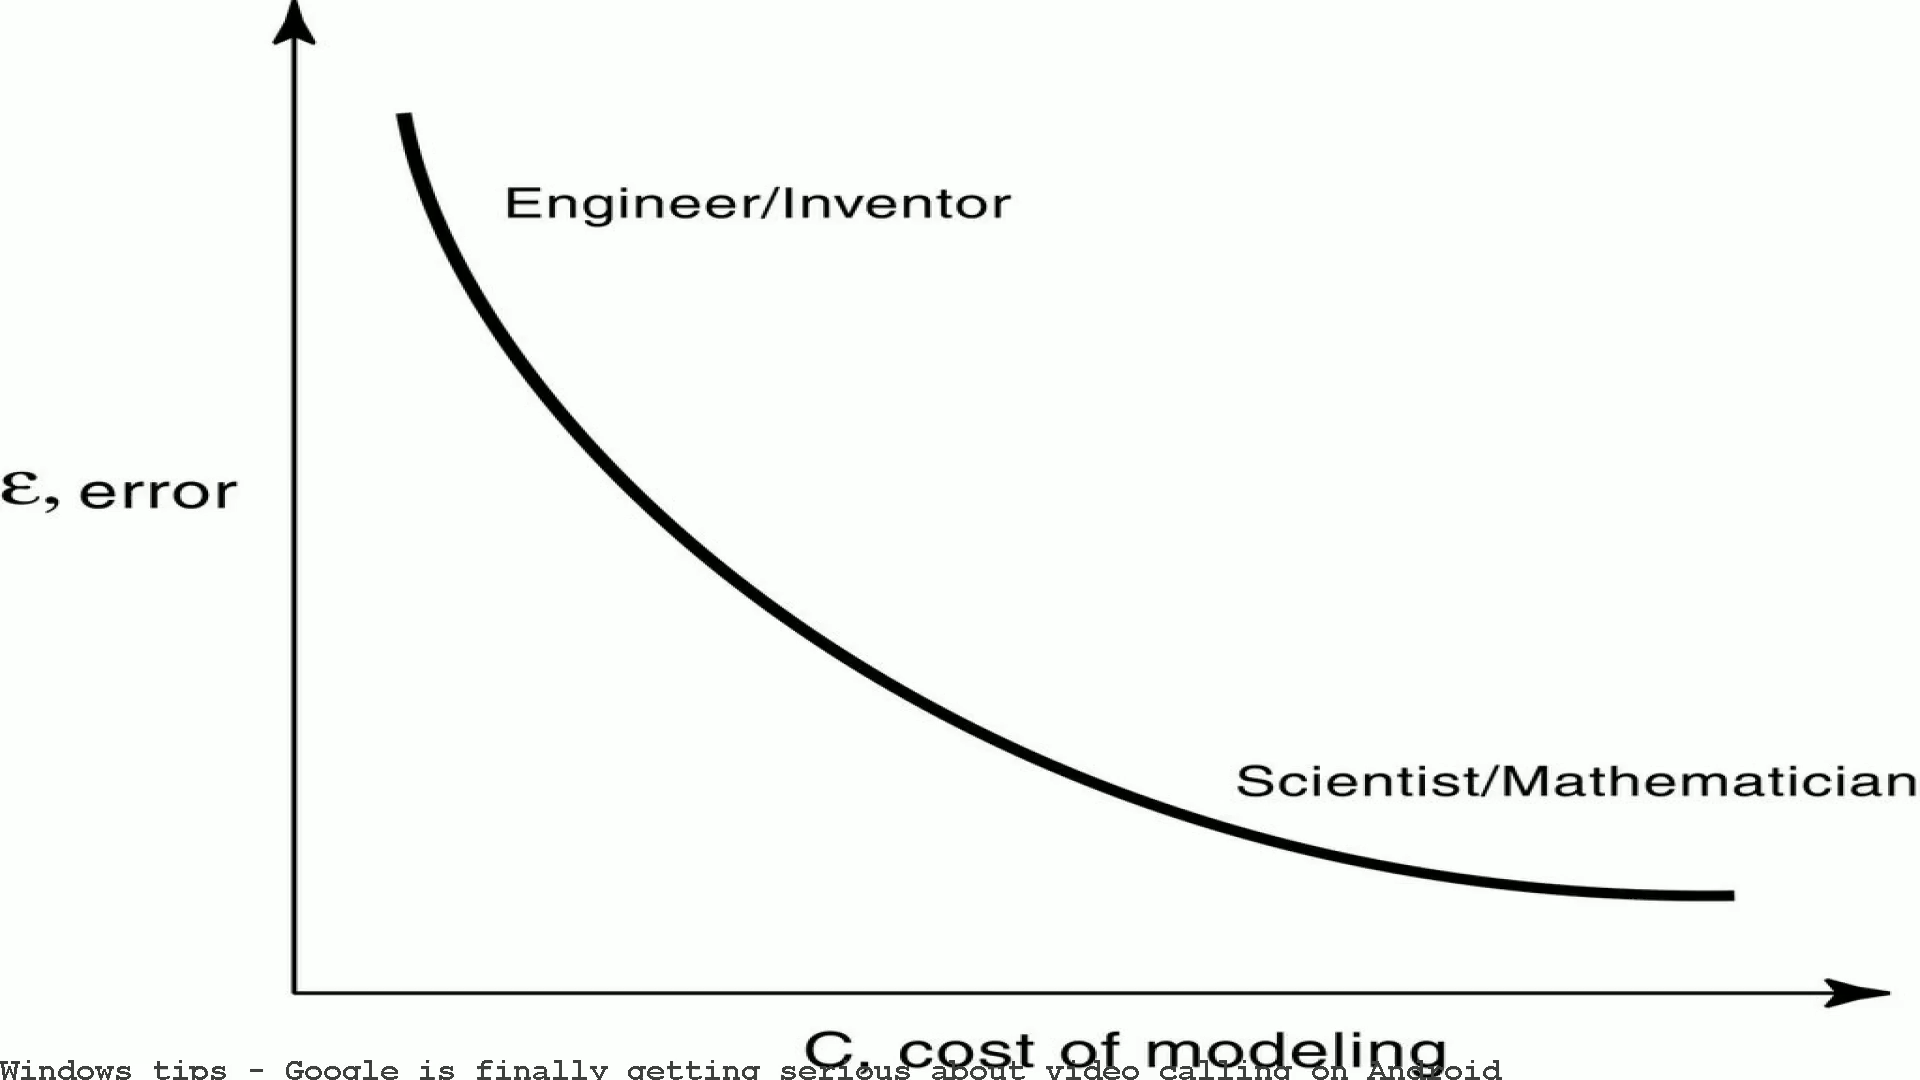 Engineer/Inventor
ε, error
Scientist/Mathematician
C, cost of modeling
Windows tips - Google is finally getting serious about video calling on Android